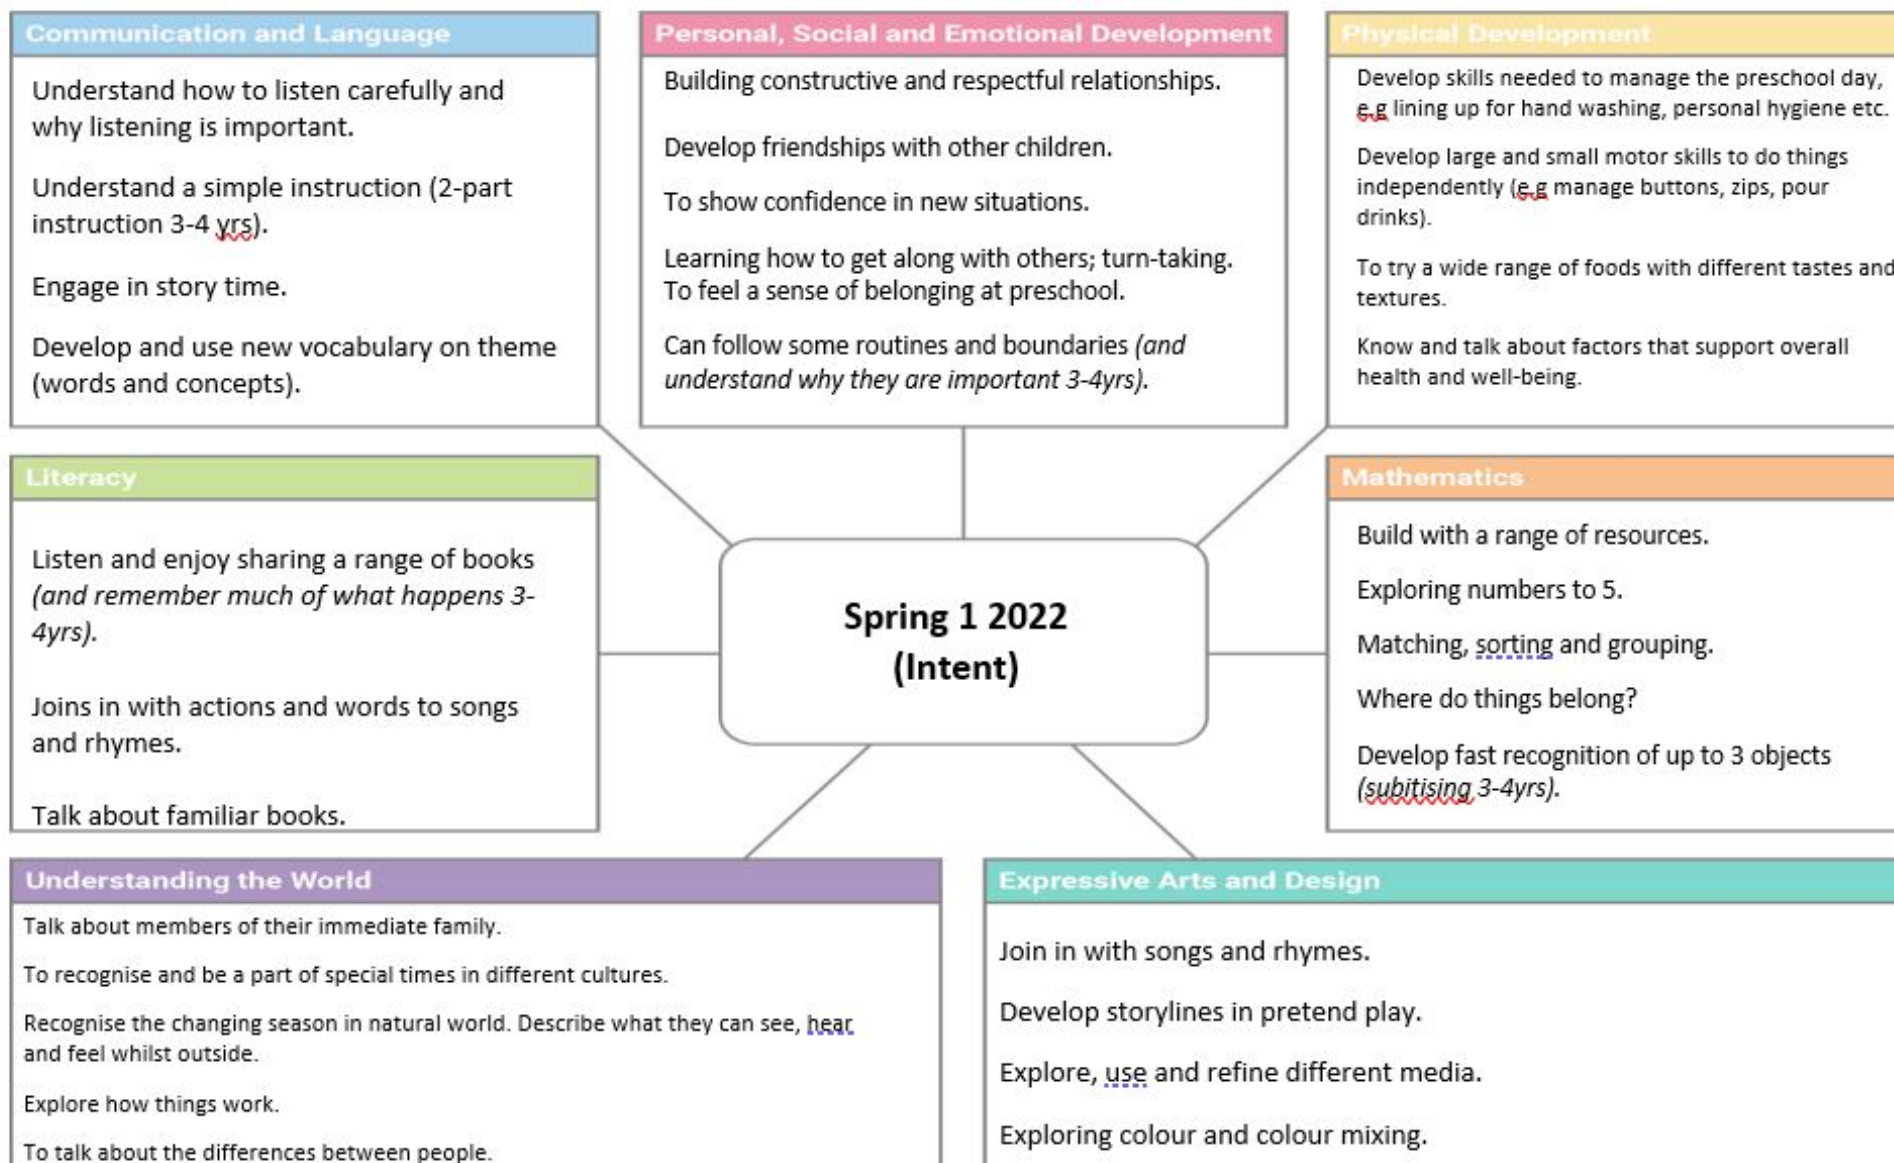 Communication and Language
Understand how to listen carefully and
why listening is important.
Understand a simple instruction (2-part
instruction 3-4 yrs).
Engage in story time.
Develop and use new vocabulary on theme
(words and concepts).
Personal, Social and Emotional Development
Building constructive and respectful relationships.
Develop friendships with other children.
To show confidence in new situations.
Learning how to get along with others; turn-taking.
To feel a sense of belonging at preschool.
Can follow some routines and boundaries (and
understand why they are important 3-4yrs).
Physical Development
Develop skills needed to manage the preschool day,
e.g lining up for hand washing, personal hygiene etc.
Develop large and small motor skills to do things
independently (e.g manage buttons, zips, pour
drinks).
To try a wide range of foods with different tastes and
textures.
Know and talk about factors that support overall
health and well-being.
Literacy
Listen and enjoy sharing a range of books
(and remember much of what happens 3-
4yrs).
Joins in with actions and words to songs
and rhymes.
Talk about familiar books.
Spring 1 2022
(Intent)
Mathematics
Build with a range of resources.
Exploring numbers to 5.
Matching, sorting and grouping.
Where do things belong?
Develop fast recognition of up to 3 objects
(subitising 3-4yrs).
Understanding the World
Talk about members of their immediate family.
To recognise and be a part of special times in different cultures.
Recognise the changing season in natural world. Describe what they can see, hear
and feel whilst outside.
Explore how things work.
To talk about the differences between people.
Expressive Arts and Design
Join in with songs and rhymes.
Develop storylines in pretend play.
Explore, use and refine different media.
Exploring colour and colour mixing.